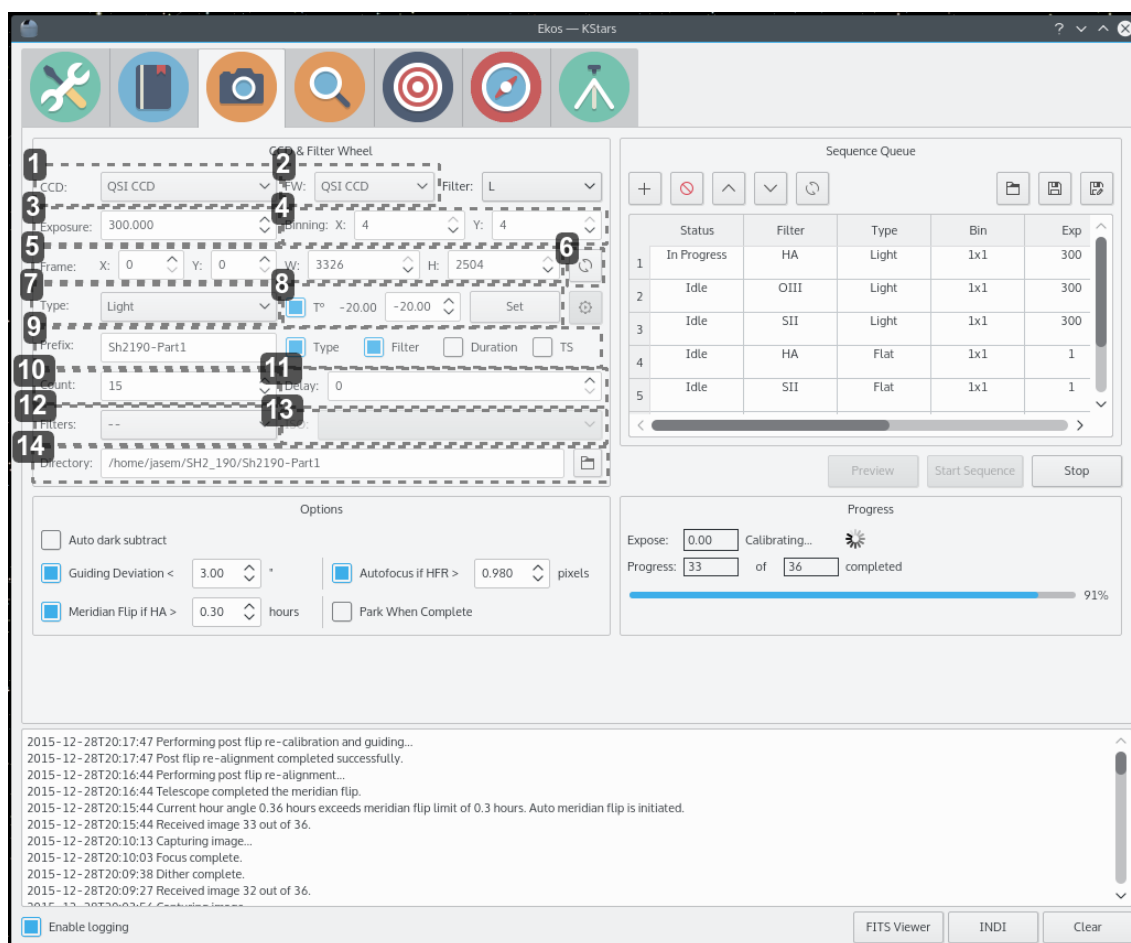 Ekos — KStars
CCD & Filter Wheel
1
2
CCD: QSI CCD FW: QSI CCD Filter: L
3
4
Exposure: 300.000 Binning: X: 4 Y: 4
5
6
Frame: X: 0 Y: 0 W: 3326 H: 2504
7
8
Type: Light T° -20.00 -20.00 Set
9
Prefix: Sh2190-Part1 Type Filter Duration TS
10
11
Count: 15 Delay: 0
12
13
Filters: --
14
Directory: /home/jasem/SH2_190/Sh2190-Part1
Sequence Queue
Status Filter Type Bin Exp
1 In Progress HA Light 1x1 300
2 Idle OIII Light 1x1 300
3 Idle SII Light 1x1 300
4 Idle HA Flat 1x1 1
5 Idle SII Flat 1x1 1
Preview Start Sequence Stop
Options
Auto dark subtract
Guiding Deviation < 3.00 " Autofocus if HFR > 0.980 pixels
Meridian Flip if HA > 0.30 hours Park When Complete
Progress
Expose: 0.00 Calibrating...
Progress: 33 of 36 completed
91%
2015-12-28T20:17:47 Performing post flip re-calibration and guiding...
2015-12-28T20:17:47 Post flip re-alignment completed successfully.
2015-12-28T20:16:44 Performing post flip re-alignment...
2015-12-28T20:16:44 Telescope completed the meridian flip.
2015-12-28T20:15:44 Current hour angle 0.36 hours exceeds meridian flip limit of 0.3 hours. Auto meridian flip is initiated.
2015-12-28T20:15:44 Received image 33 out of 36.
2015-12-28T20:10:13 Capturing image...
2015-12-28T20:10:03 Focus complete.
2015-12-28T20:09:38 Dither complete.
2015-12-28T20:09:27 Received image 32 out of 36.
Enable logging
FITS Viewer INDI Clear